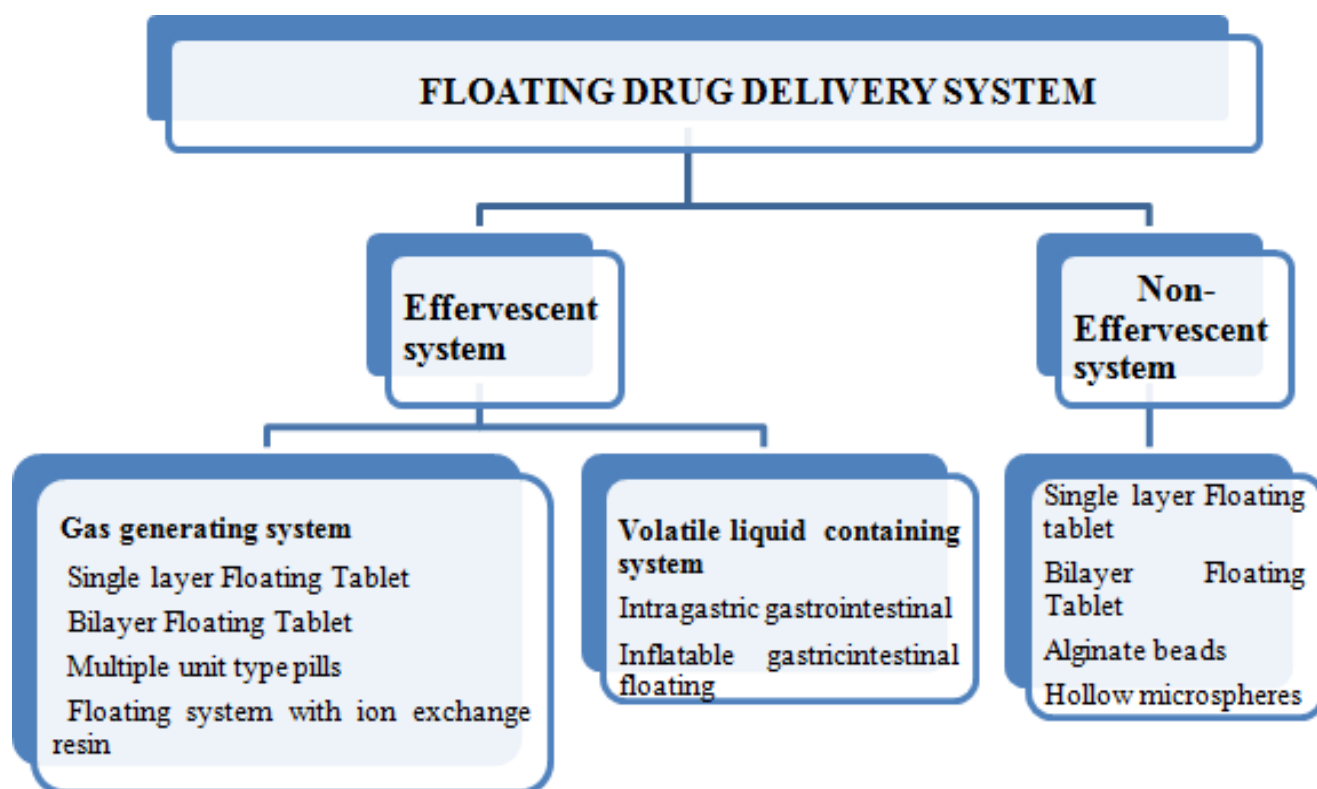 FLOATING DRUG DELIVERY SYSTEM
Effervescent
system
Non-
Effervescent
system
Gas generating system
Single layer Floating Tablet
Bilayer Floating Tablet
Multiple unit type pills
Floating system with ion exchange
resin
Volatile liquid containing
system
Intragastric gastrointestinal
Inflatable gastricintestinal
floating
Single layer Floating
tablet
Bilayer Floating
Tablet
Alginate beads
Hollow microspheres